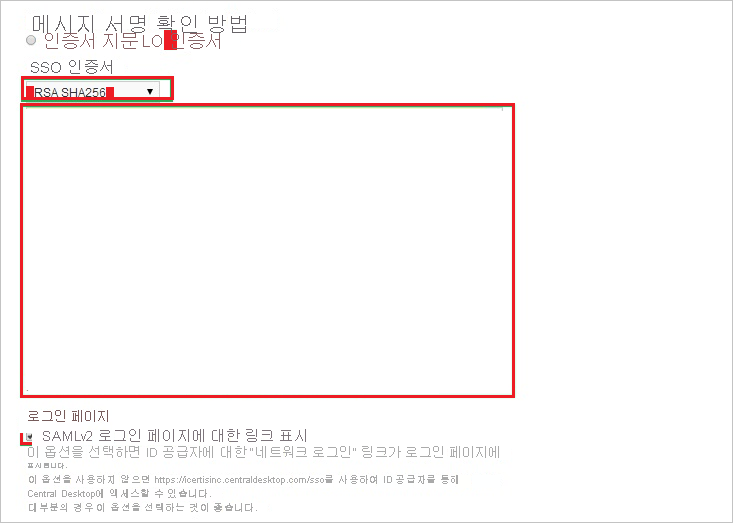 메시지 서명 확인 방법
인증서 지문 LO 인증서
SSO 인증서
RSA SHA256
로그인 페이지
SAMLv2 로그인 페이지에 대한 링크 표시
이 옵션을 선택하면 ID 공급자에 대한 "네트워크 로그인" 링크가 로그인 페이지에
표시됩니다.
이 옵션을 사용하지 않으면 https://icertisinc.centraldesktop.com/sso를 사용하여 ID 공급자를 통해
Central Desktop에 액세스할 수 있습니다.
대부분의 경우 이 옵션을 선택하는 것이 좋습니다.